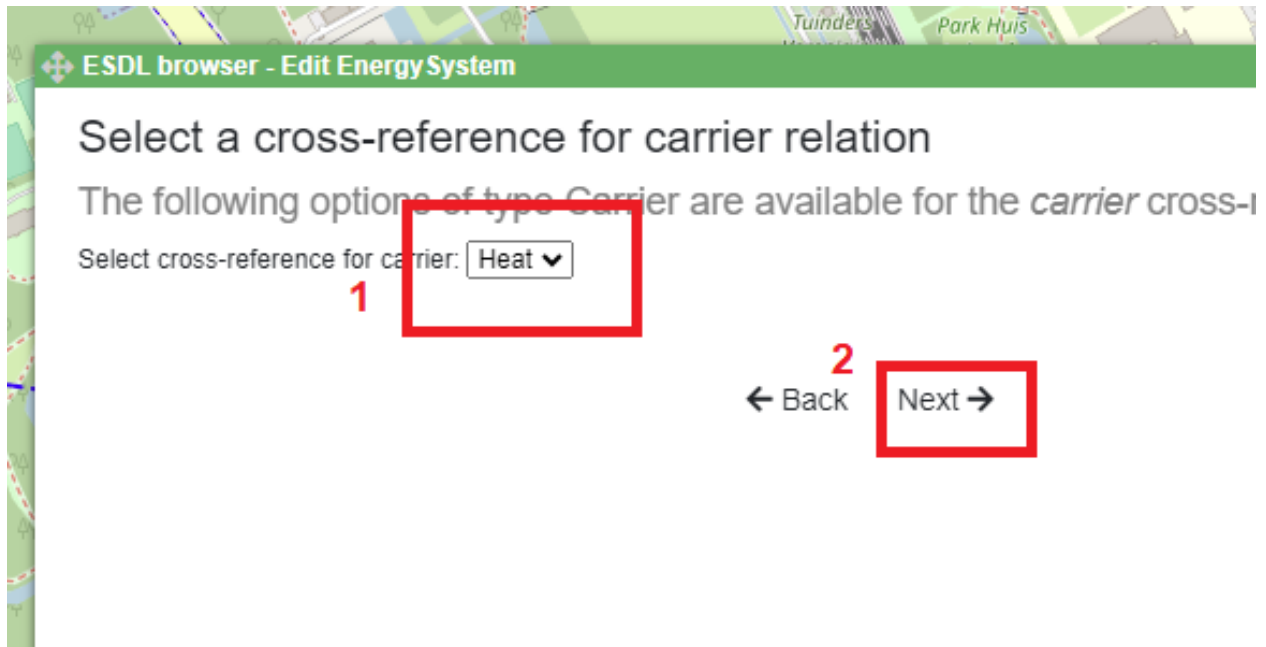 Tuinders
Park Huis
ESDL browser - Edit EnergySystem
Select a cross-reference for carrier relation
The following options of type Carrier are available for the carrier cross-
Select cross-reference for carrier: Heat
1
2
← Back Next →